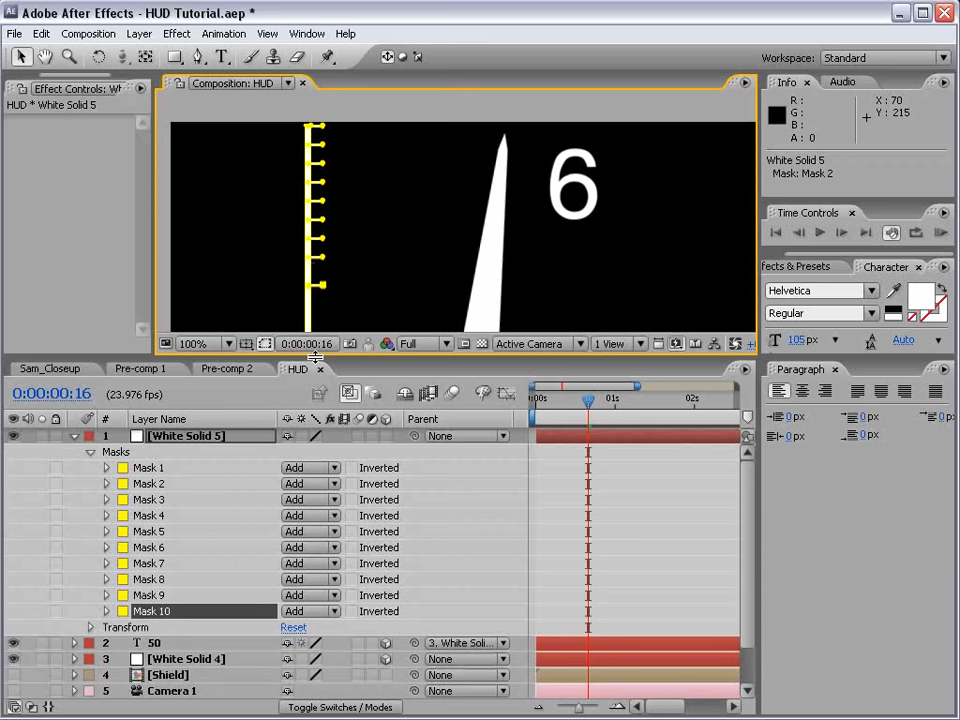 Adobe After Effects - HUD Tutorial.aep *
File Edit Composition Layer Effect Animation View Window Help
Workspace: Standard
Effect Controls: Wh
HUD * White Solid 5
Composition: HUD
6
100% 0:00:00:16 Full Active Camera 1 View
Info Audio
R: X: 70
G: Y: 215
B:
A: 0
White Solid 5
Mask: Mask 2
Time Controls
ffects & Presets Character
Helvetica
Regular
105 px Auto
Paragraph
0 px 0 px 0 px
0 px 0 px
Sam_Closeup Pre-comp 1 Pre-comp 2 HUD
0:00:00:16 (23.976 fps)
:00s 01s 02s
# Layer Name Parent
1 [White Solid 5] None
Masks
Mask 1 Add Inverted
Mask 2 Add Inverted
Mask 3 Add Inverted
Mask 4 Add Inverted
Mask 5 Add Inverted
Mask 6 Add Inverted
Mask 7 Add Inverted
Mask 8 Add Inverted
Mask 9 Add Inverted
Mask 10 Add Inverted
Transform Reset
2 T 50 3. White Soli...
3 [White Solid 4] None
4 [Shield] None
5 Camera 1 None
Toggle Switches / Modes